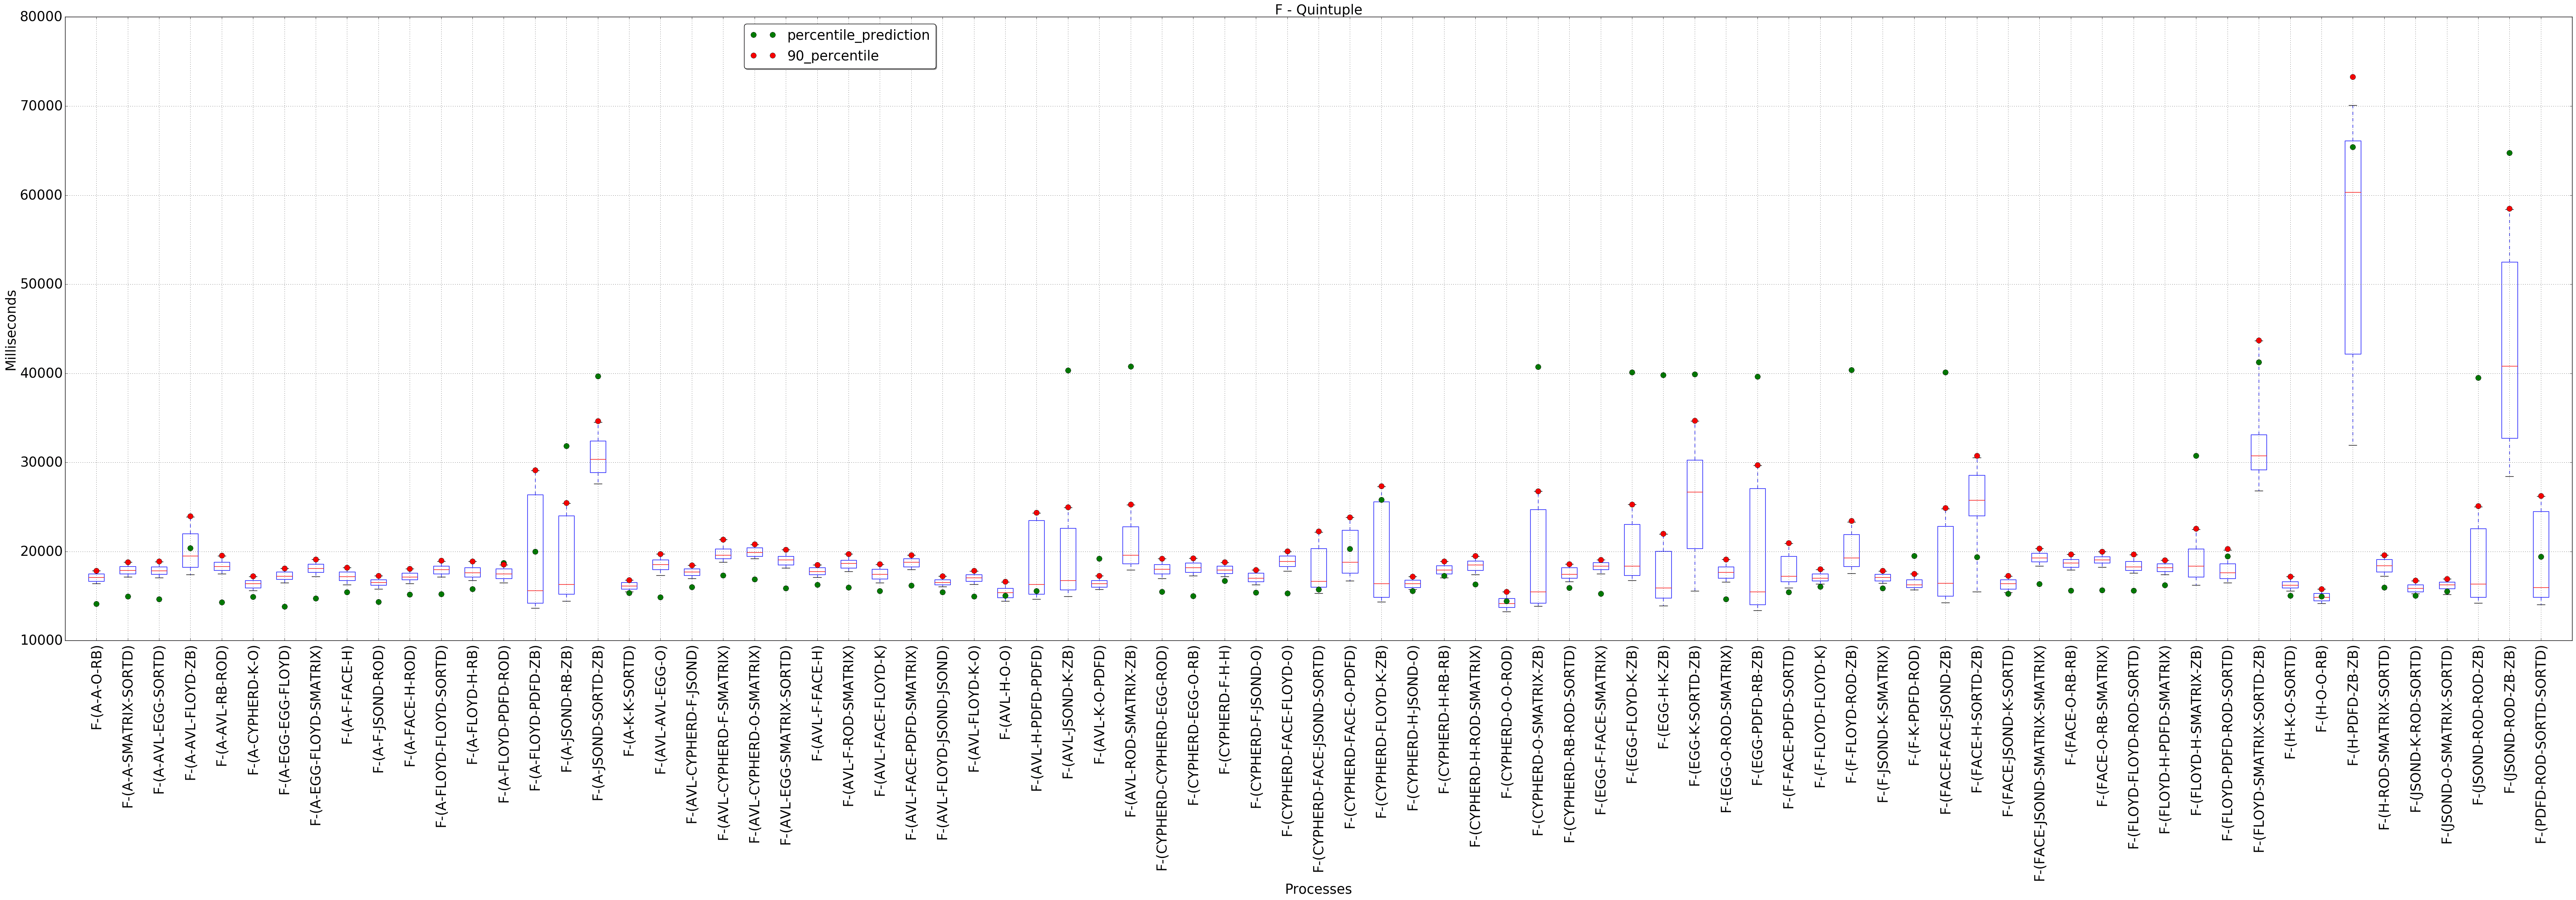 F - Quintuple
percentile_prediction
90_percentile
80000
70000
60000
50000
40000
30000
20000
10000
Milliseconds
F-(A-A-O-RB)
F-(A-A-SMATRIX-SORTD)
F-(A-AVL-EGG-SORTD)
F-(A-AVL-FLOYD-ZB)
F-(A-AVL-RB-ROD)
F-(A-CYPHERD-K-O)
F-(A-EGG-EGG-FLOYD)
F-(A-EGG-FLOYD-SMATRIX)
F-(A-F-FACE-H)
F-(A-F-JSOND-ROD)
F-(A-FACE-H-ROD)
F-(A-FLOYD-FLOYD-SORTD)
F-(A-FLOYD-H-RB)
F-(A-FLOYD-PDFD-ROD)
F-(A-FLOYD-PDFD-ZB)
F-(A-JSOND-RB-ZB)
F-(A-JSOND-SORTD-ZB)
F-(A-K-K-SORTD)
F-(AVL-AVL-EGG-O)
F-(AVL-CYPHERD-F-JSOND)
F-(AVL-CYPHERD-F-SMATRIX)
F-(AVL-CYPHERD-O-SMATRIX)
F-(AVL-EGG-SMATRIX-SORTD)
F-(AVL-F-FACE-H)
F-(AVL-F-ROD-SMATRIX)
F-(AVL-FACE-FLOYD-K)
F-(AVL-FACE-PDFD-SMATRIX)
F-(AVL-FLOYD-JSOND-JSOND)
F-(AVL-FLOYD-K-O)
F-(AVL-H-O-O)
F-(AVL-H-PDFD-PDFD)
F-(AVL-JSOND-K-ZB)
F-(AVL-K-O-PDFD)
F-(AVL-ROD-SMATRIX-ZB)
F-(CYPHERD-CYPHERD-EGG-ROD)
F-(CYPHERD-EGG-O-RB)
F-(CYPHERD-F-H-H)
F-(CYPHERD-F-JSOND-O)
F-(CYPHERD-FACE-FLOYD-O)
F-(CYPHERD-FACE-JSOND-SORTD)
F-(CYPHERD-FACE-O-PDFD)
F-(CYPHERD-FLOYD-K-ZB)
F-(CYPHERD-H-JSOND-O)
F-(CYPHERD-H-RB-RB)
F-(CYPHERD-H-ROD-SMATRIX)
F-(CYPHERD-O-O-ROD)
F-(CYPHERD-O-SMATRIX-ZB)
F-(CYPHERD-RB-ROD-SORTD)
F-(EGG-F-FACE-SMATRIX)
F-(EGG-FLOYD-K-ZB)
F-(EGG-H-K-ZB)
F-(EGG-K-SORTD-ZB)
F-(EGG-O-ROD-SMATRIX)
F-(EGG-PDFD-RB-ZB)
F-(F-FACE-PDFD-SORTD)
F-(F-FLOYD-FLOYD-K)
F-(F-FLOYD-ROD-ZB)
F-(F-JSOND-K-SMATRIX)
F-(F-K-PDFD-ROD)
F-(FACE-FACE-JSOND-ZB)
F-(FACE-H-SORTD-ZB)
F-(FACE-JSOND-K-SORTD)
F-(FACE-JSOND-SMATRIX-SMATRIX)
F-(FACE-O-RB-RB)
F-(FACE-O-RB-SMATRIX)
F-(FLOYD-FLOYD-ROD-SORTD)
F-(FLOYD-H-PDFD-SMATRIX)
F-(FLOYD-H-SMATRIX-ZB)
F-(FLOYD-PDFD-ROD-SORTD)
F-(FLOYD-SMATRIX-SORTD-ZB)
F-(H-K-O-SORTD)
F-(H-O-O-RB)
F-(H-PDFD-ZB-ZB)
F-(H-ROD-SMATRIX-SORTD)
F-(JSOND-K-ROD-SORTD)
F-(JSOND-O-SMATRIX-SORTD)
F-(JSOND-ROD-ROD-ZB)
F-(JSOND-ROD-ZB-ZB)
F-(PDFD-ROD-SORTD-SORTD)
Processes